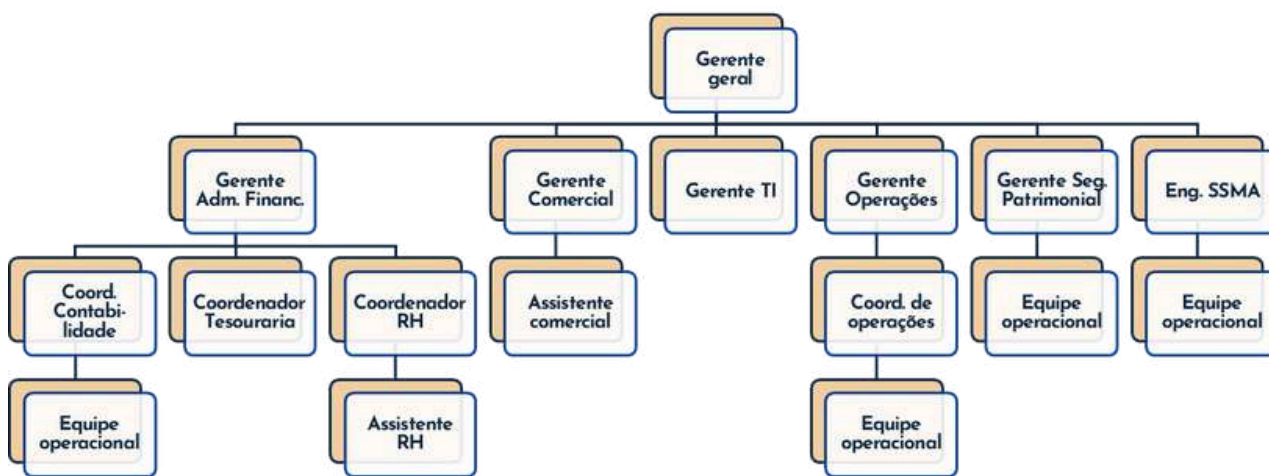 Gerente
geral
Gerente
Adm. Financ.
Gerente
Comercial
Gerente TI
Gerente
Operações
Gerente Seg.
Patrimonial
Eng. SSMA
Coord.
Contabi-
lidade
Coordenador
Tesouraria
Coordenador
RH
Assistente
comercial
Coord. de
operações
Equipe
operacional
Equipe
operacional
Equipe
operacional
Assistente
RH
Equipe
operacional